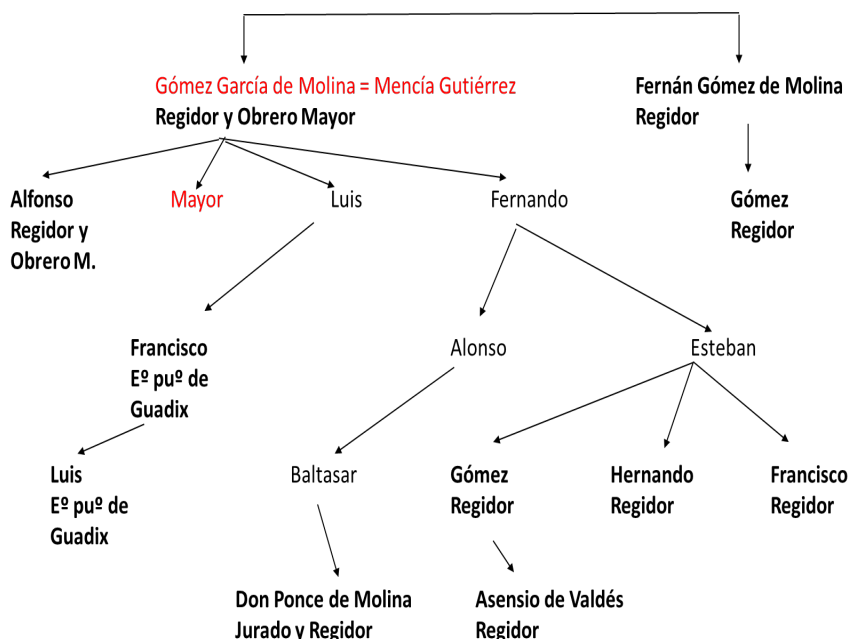 Gómez García de Molina = Mencía Gutiérrez
Regidor y Obrero Mayor
Fernán Gómez de Molina
Regidor
Alfonso
Regidor y
Obrero M.
Mayor
Luis
Fernando
Gómez
Regidor
Francisco
Eº puº de
Guadix
Alonso
Esteban
Luis
Eº puº de
Guadix
Baltasar
Gómez
Regidor
Hernando
Regidor
Francisco
Regidor
Don Ponce de Molina
Jurado y Regidor
Asensio de Valdés
Regidor